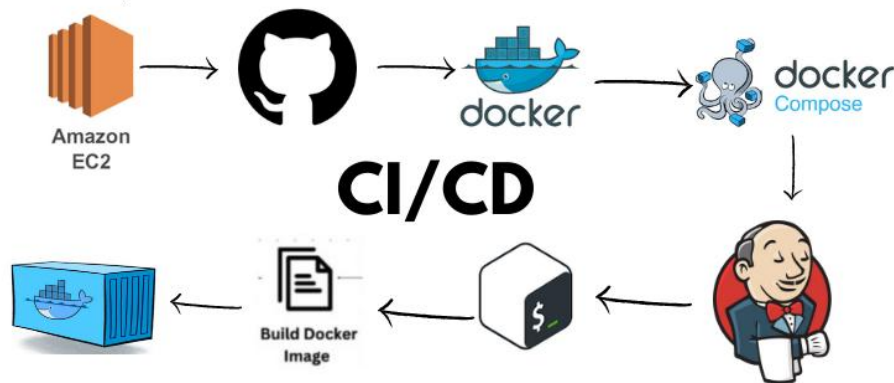 Amazon
EC2
docker
docker
Compose
CI/CD
Build Docker
Image
$_